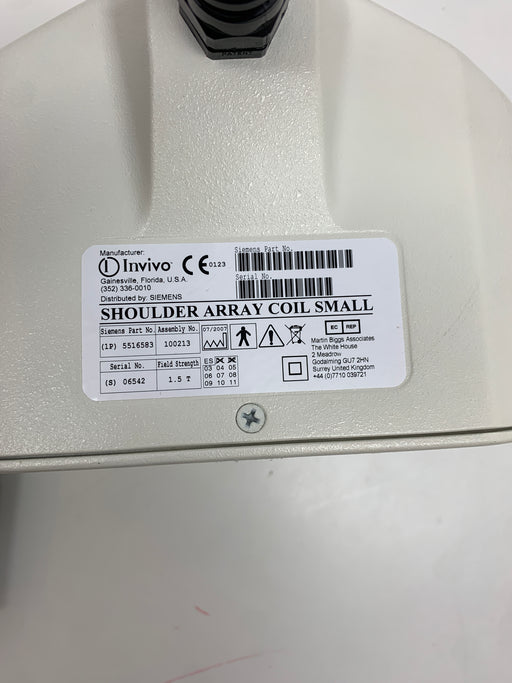 Manufacturer:
Invivo
CE 0123
Gainesville, Florida, U.S.A.
(352) 336-0010
Distributed by: SIEMENS
Siemens Part No.
Serial No.
SHOULDER ARRAY COIL SMALL
Siemens Part No. Assembly No.
(1P) 5516583 100213
Serial No. Field Strength
(S) 06542 1.5 T
07/2007
ES
03 04 05
06 07 08
09 10 11
EC REP
Martin Biggs Associates
The White House
2 Meadrow
Godalming GU7 2HN
Surrey United Kingdom
+44 (0)7710 039721